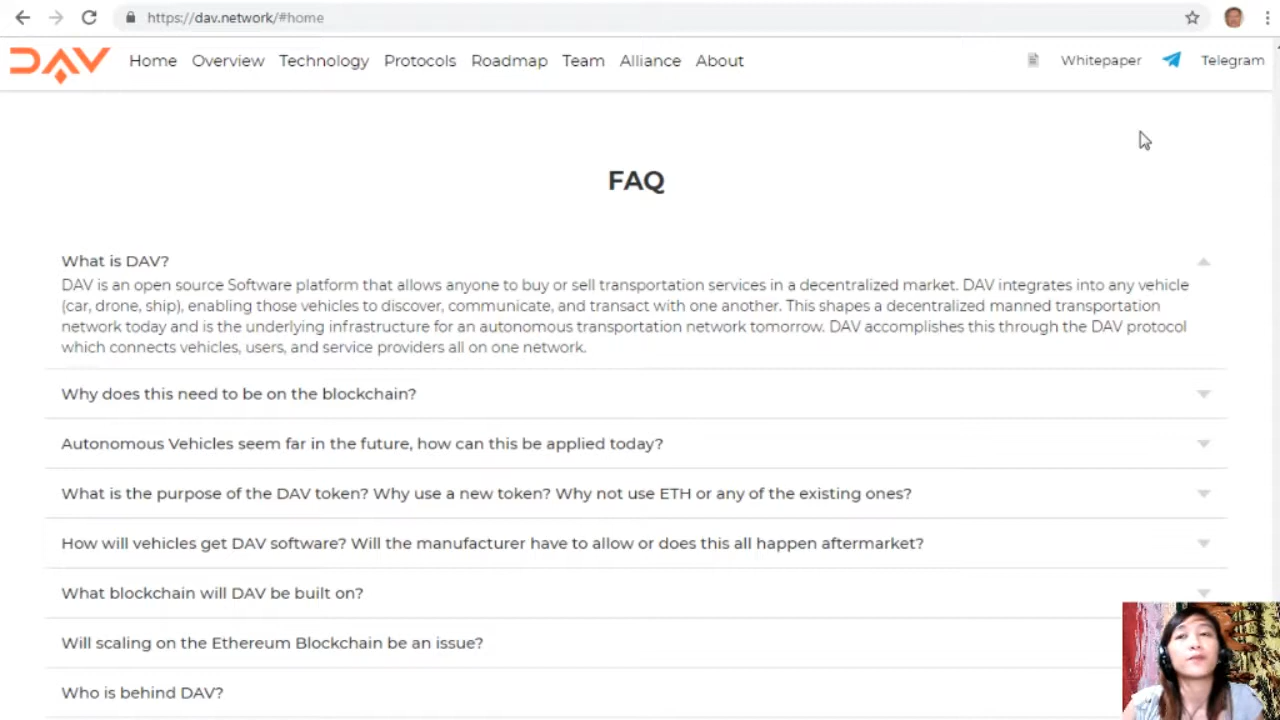 https://dav.network/#home
DAV Home Overview Technology Protocols Roadmap Team Alliance About Whitepaper Telegram
FAQ
What is DAV?
DAV is an open source Software platform that allows anyone to buy or sell transportation services in a decentralized market. DAV integrates into any vehicle
(car, drone, ship), enabling those vehicles to discover, communicate, and transact with one another. This shapes a decentralized manned transportation
network today and is the underlying infrastructure for an autonomous transportation network tomorrow. DAV accomplishes this through the DAV protocol
which connects vehicles, users, and service providers all on one network.
Why does this need to be on the blockchain?
Autonomous Vehicles seem far in the future, how can this be applied today?
What is the purpose of the DAV token? Why use a new token? Why not use ETH or any of the existing ones?
How will vehicles get DAV software? Will the manufacturer have to allow or does this all happen aftermarket?
What blockchain will DAV be built on?
Will scaling on the Ethereum Blockchain be an issue?
Who is behind DAV?